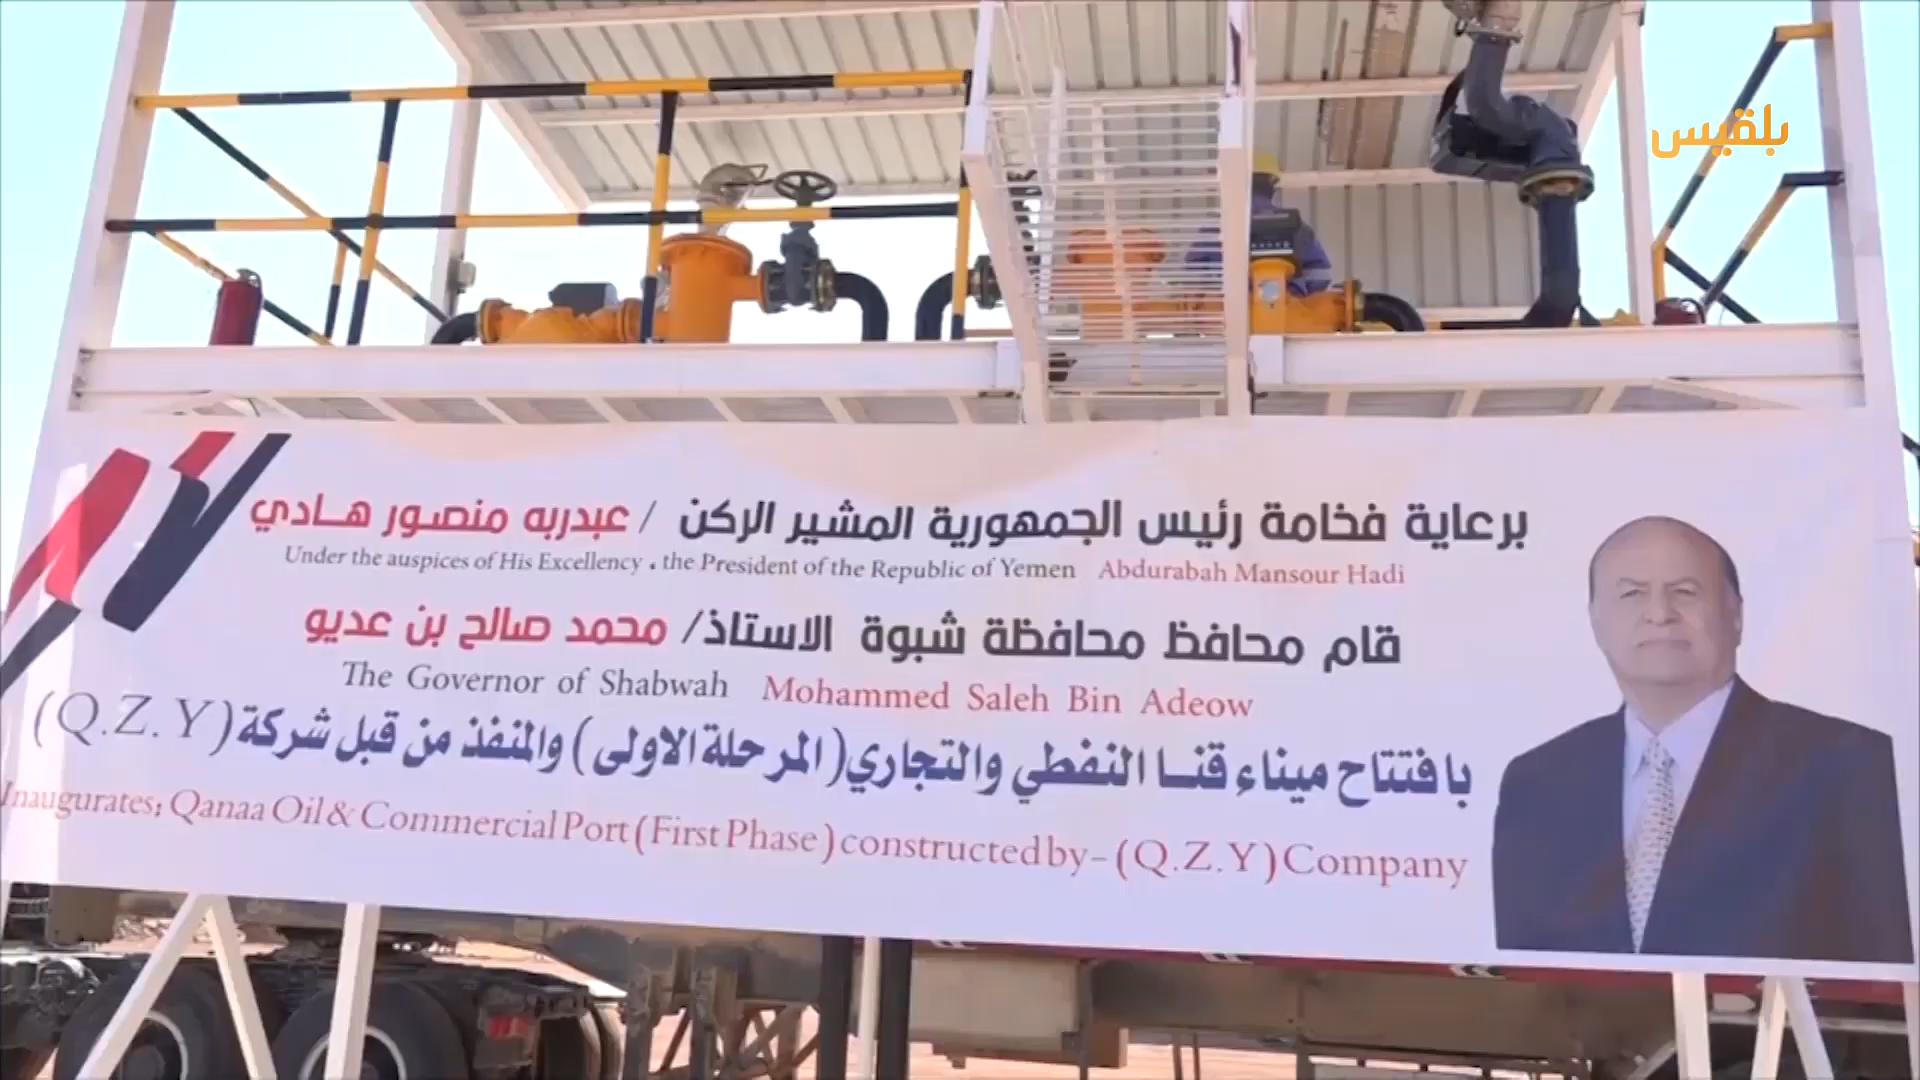 بلقيس
برعاية فخامة رئيس الجمهورية المشير الركن / عبدربه منصور هادي
Under the auspices of His Excellency ، the President of the Republic of Yemen Abdurabah Mansour Hadi
قام محافظ محافظة شبوة الاستاذ/ محمد صالح بن عديو
The Governor of Shabwah Mohammed Saleh Bin Adeow
بافتتاح ميناء قنا النفطي والتجاري( المرحلة الاولى ) والمنفذ من قبل شركة (Q.Z.Y)
Inaugurates; Qanaa Oil & Commercial Port ( First Phase ) constructed by - ( Q.Z.Y ) Company